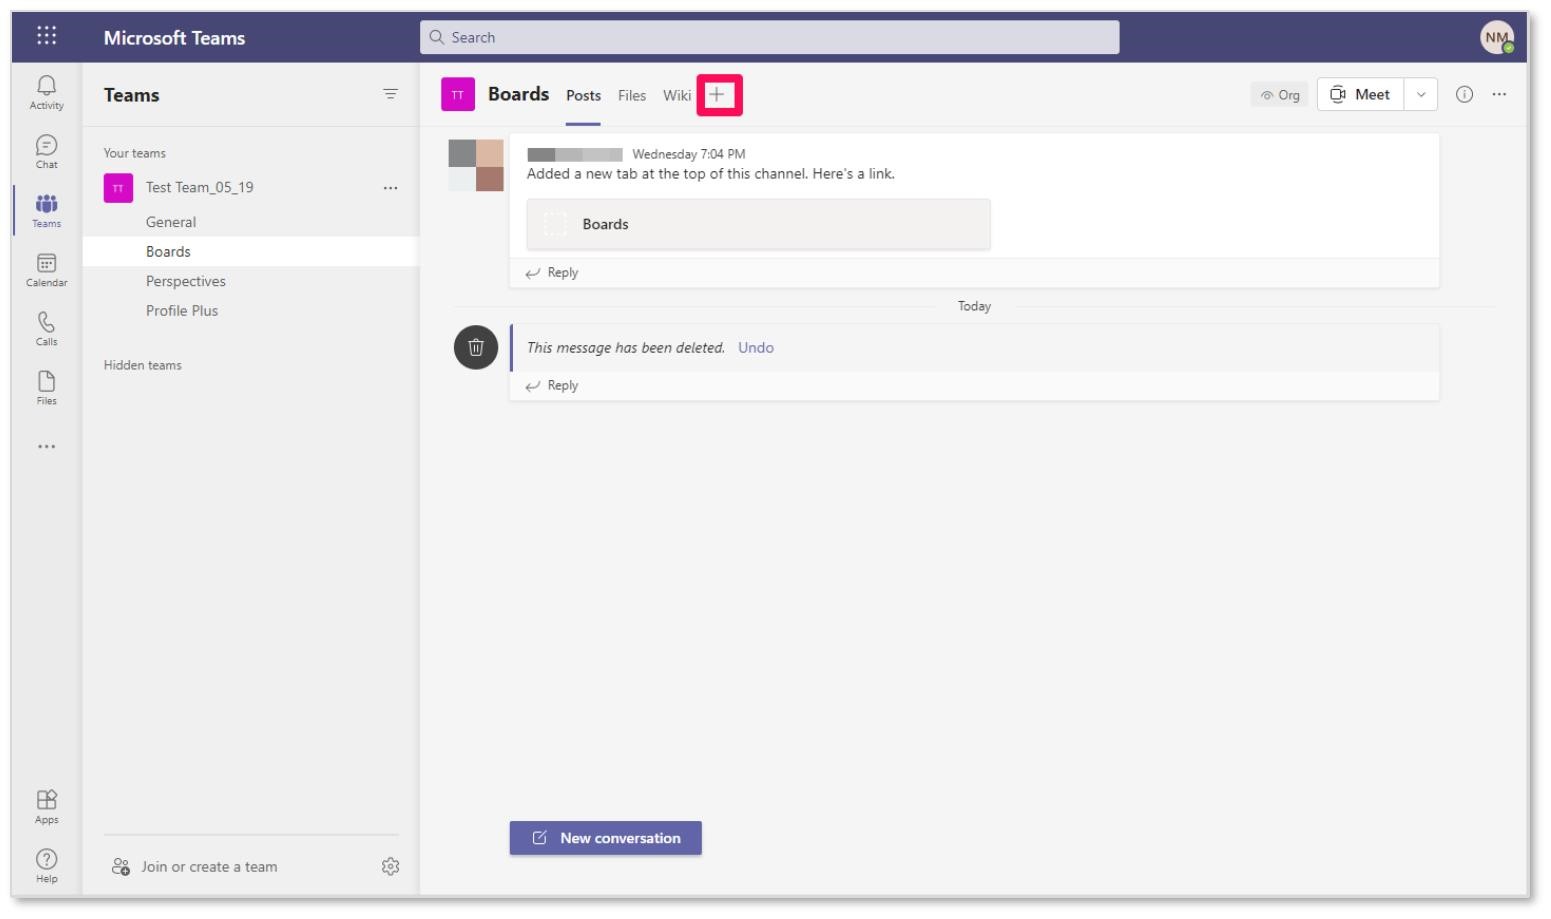 Microsoft Teams
Search
NM
Activity
Chat
Teams
Calendar
Calls
Files
Apps
Help
Teams
Your teams
TT Test Team_05_19
General
Boards
Perspectives
Profile Plus
Hidden teams
Join or create a team
TT Boards Posts Files Wiki
Org
Meet
Wednesday 7:04 PM
Added a new tab at the top of this channel. Here's a link.
Boards
Reply
Today
This message has been deleted. Undo
Reply
New conversation